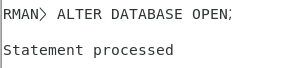 RMAN> ALTER DATABASE OPEN;
Statement processed